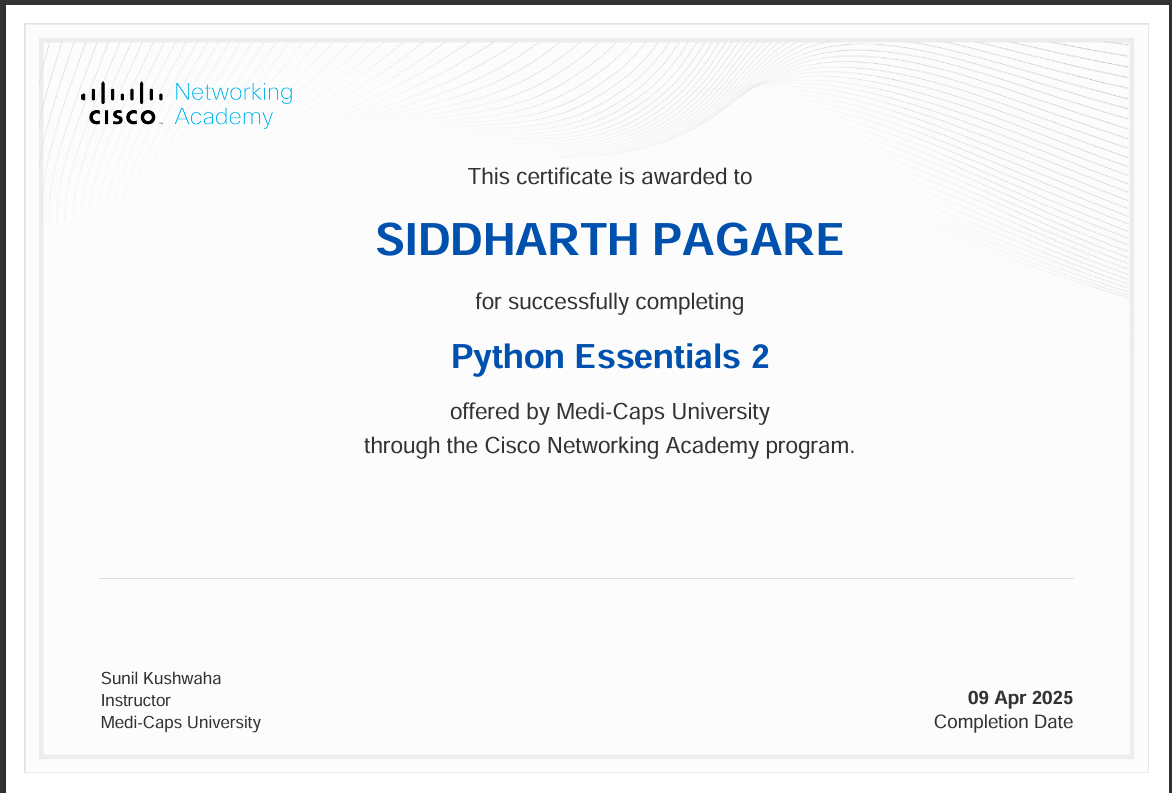 CISCO
Networking
Academy
This certificate is awarded to
SIDDHARTH PAGARE
for successfully completing
Python Essentials 2
offered by Medi-Caps University
through the Cisco Networking Academy program.
Sunil Kushwaha
Instructor
Medi-Caps University
09 Apr 2025
Completion Date